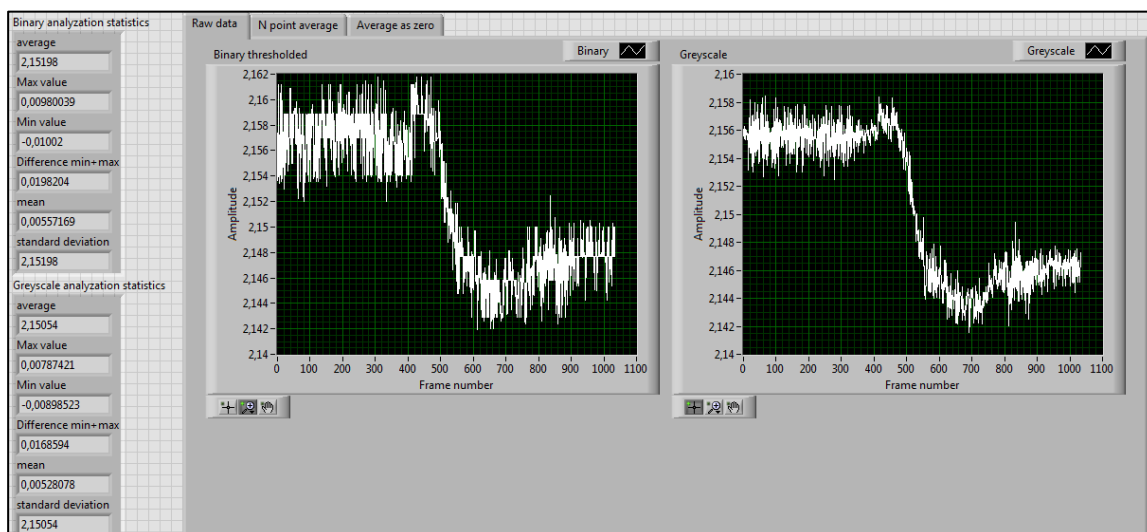 Binary analyzation statistics
average
2,15198
Max value
0,00980039
Min value
-0,01002
Difference min+max
0,0198204
mean
0,00557169
standard deviation
2,15198
Greyscale analyzation statistics
average
2,15054
Max value
0,00787421
Min value
-0,00898523
Difference min+max
0,0168594
mean
0,00528078
standard deviation
2,15054
Raw data
N point average
Average as zero
Binary thresholded
Binary
2,162
2,16
2,158
2,156
2,154
2,152
2,15
2,148
2,146
2,144
2,142
2,14
Amplitude
0 100 200 300 400 500 600 700 800 900 1000 1100
Frame number
Greyscale
Greyscale
2,16
2,158
2,156
2,154
2,152
2,15
2,148
2,146
2,144
2,142
2,14
Amplitude
0 100 200 300 400 500 600 700 800 900 1000 1100
Frame number